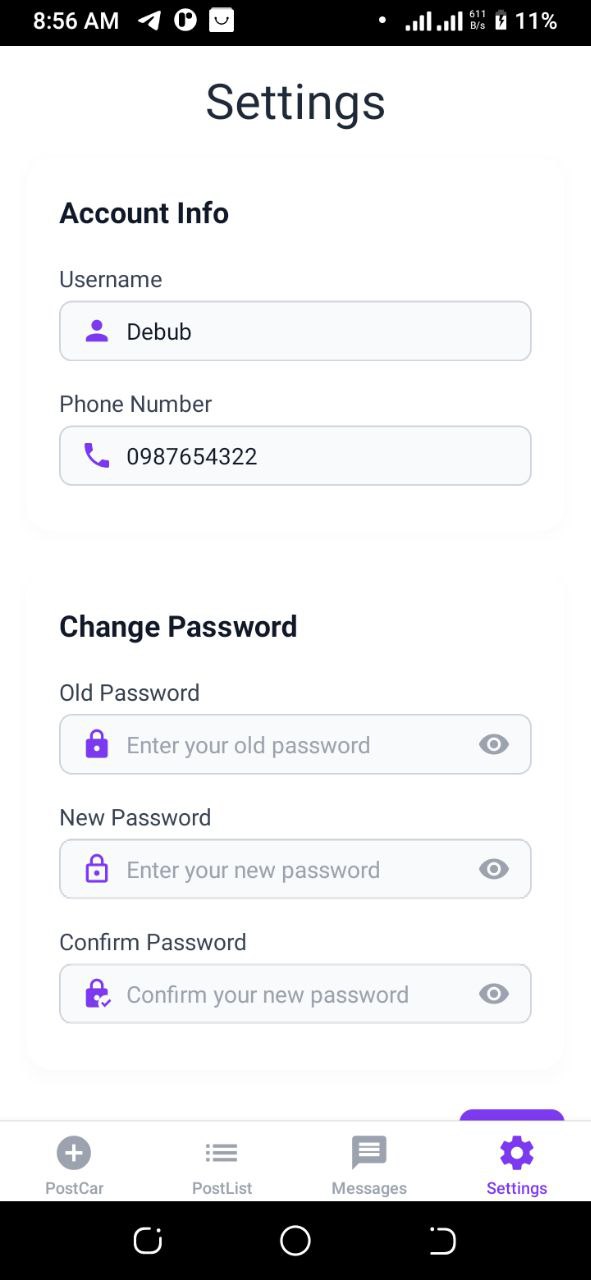 8:56 AM 611 B/s 11%
Settings
Account Info
Username
Debub
Phone Number
0987654322
Change Password
Old Password
Enter your old password
New Password
Enter your new password
Confirm Password
Confirm your new password
PostCar PostList Messages Settings